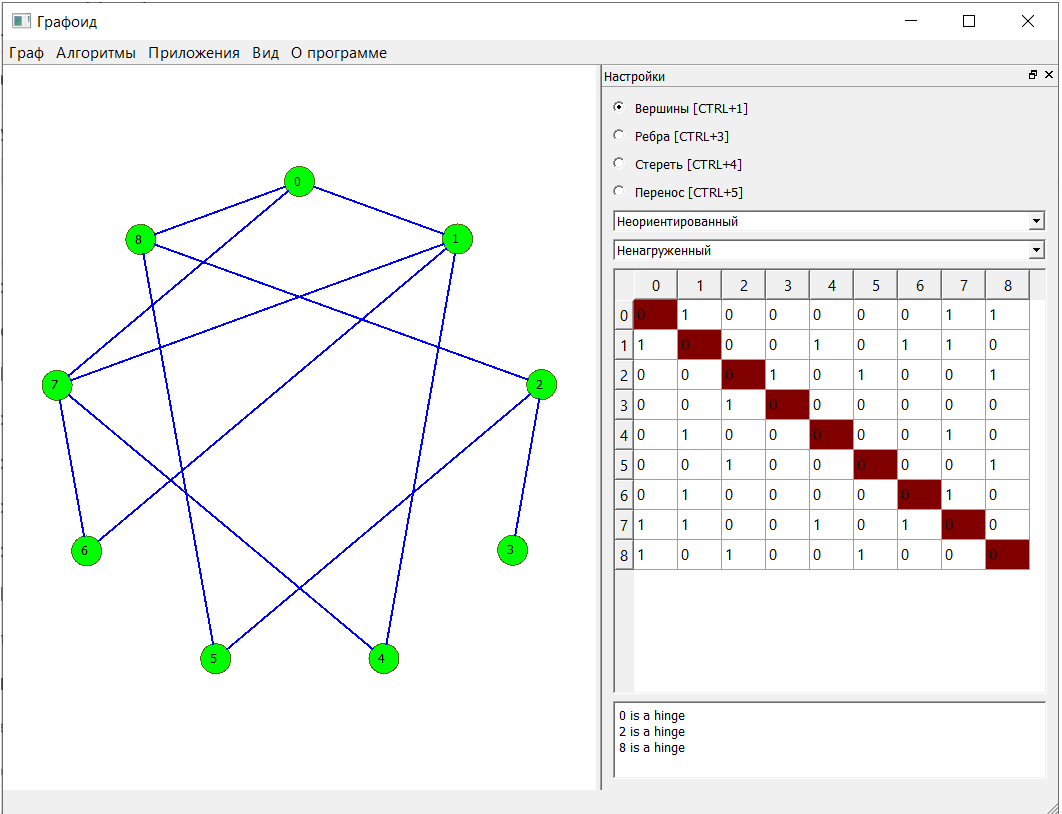 Графоид
Граф Алгоритмы Приложения Вид О программе
Настройки
Вершины [CTRL+1]
Ребра [CTRL+3]
Стереть [CTRL+4]
Перенос [CTRL+5]
Неориентированный
Ненагруженный
0 1 2 3 4 5 6 7 8
0 0 1 0 0 0 0 0 1 1
1 1 0 0 0 1 0 1 1 0
2 0 0 0 1 0 1 0 0 1
3 0 0 1 0 0 0 0 0 0
4 0 1 0 0 0 0 0 1 0
5 0 0 1 0 0 0 0 0 1
6 0 1 0 0 0 0 0 1 0
7 1 1 0 0 1 0 1 0 0
8 1 0 1 0 0 1 0 0 0
0 is a hinge
2 is a hinge
8 is a hinge
0
8 1
7 2
6 3
5 4